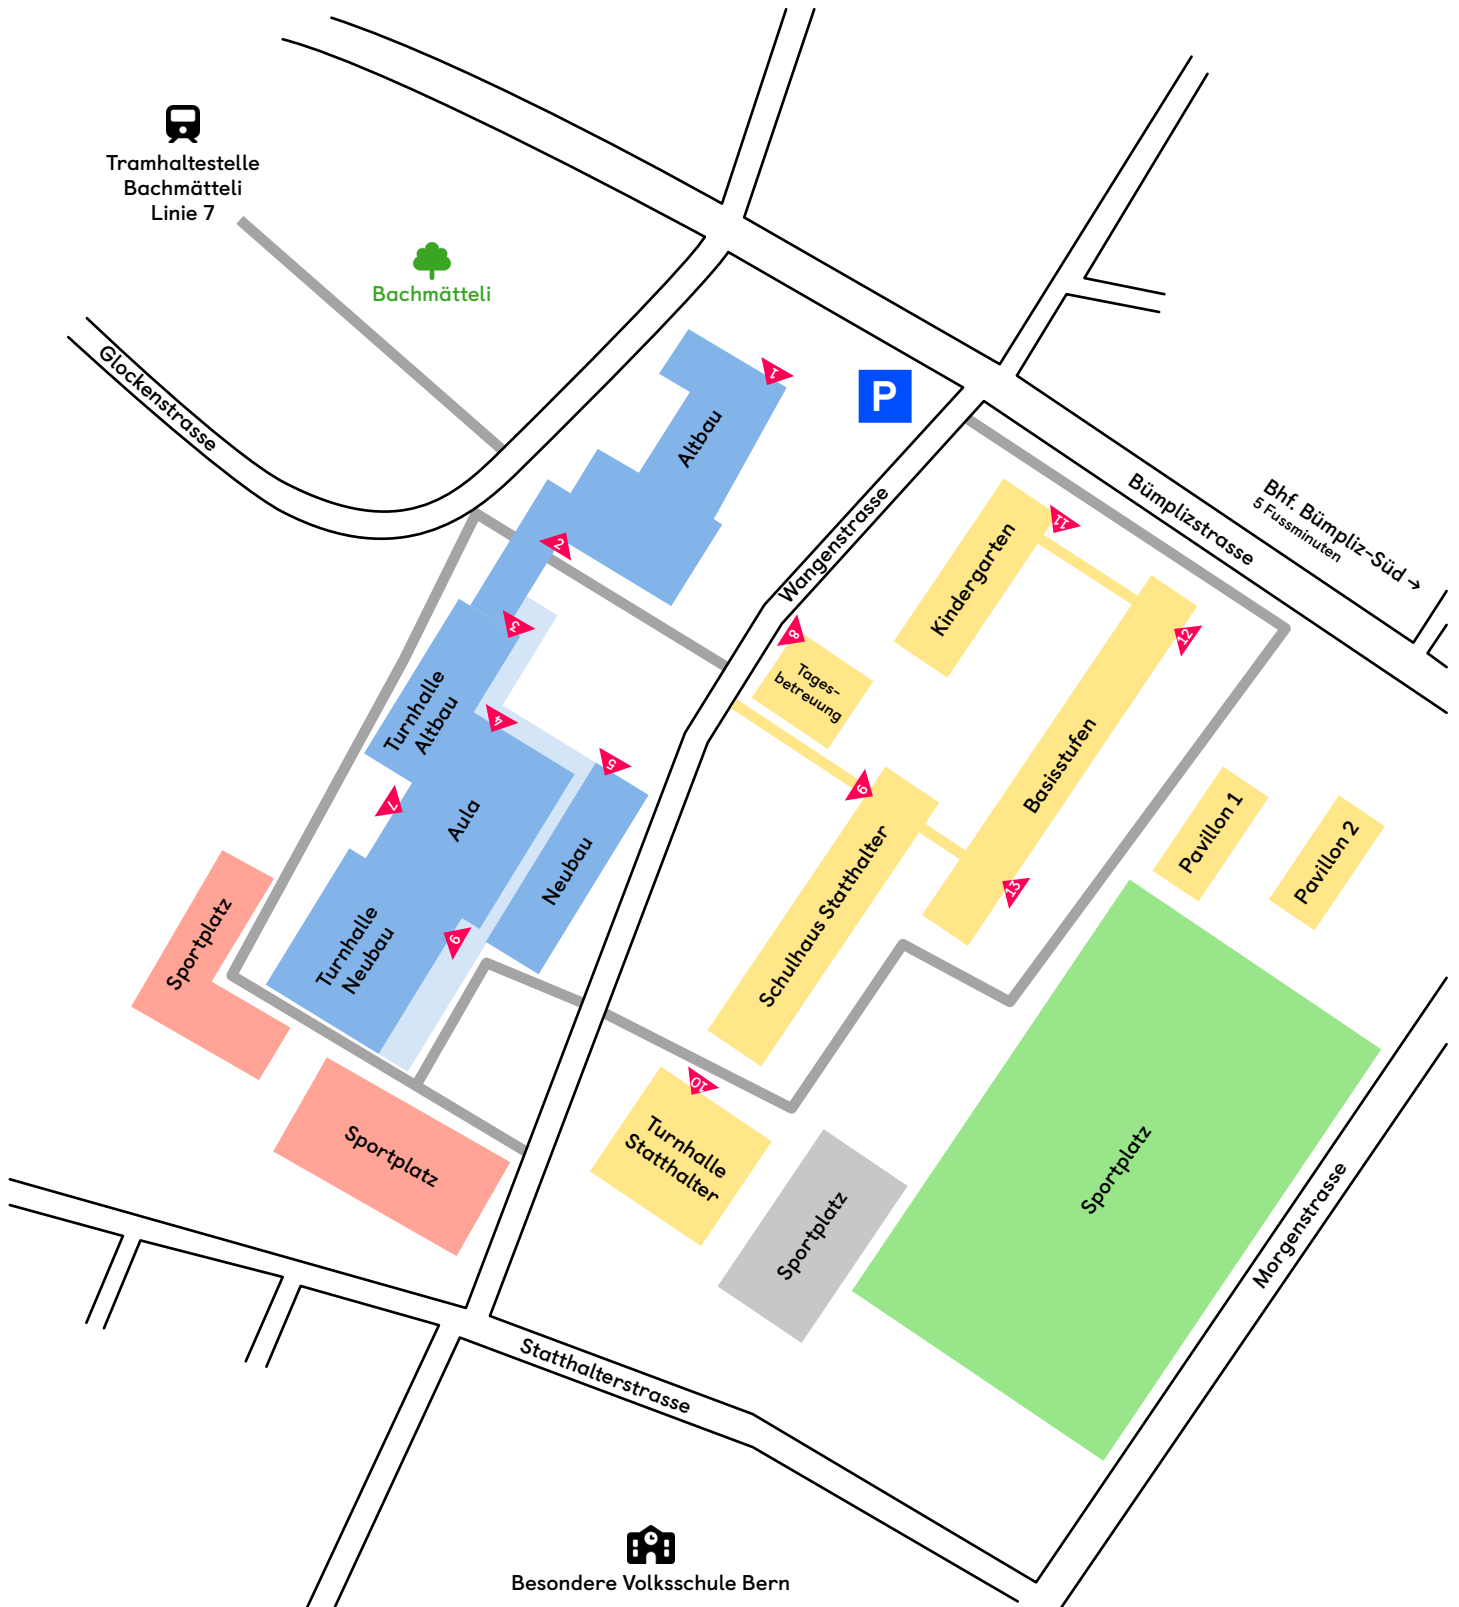 Tramhaltestelle
Bachmätteli
Linie 7
Bachmätteli
Glockenstrasse
1
P
Altbau
2
3
Turnhalle
Altbau
4
5
7
Aula
Neubau
6
Turnhalle
Neubau
Sportplatz
Sportplatz
Wangenstrasse
Bümplizstrasse
Bhf. Bümpliz-Süd →
5 Fussminuten
11
Kindergarten
12
8
Tages-
betreuung
Basisstufen
9
Schulhaus Statthalter
13
Pavillon 1
Pavillon 2
10
Turnhalle
Statthalter
Sportplatz
Sportplatz
Morgenstrasse
Statthalterstrasse
Besondere Volksschule Bern